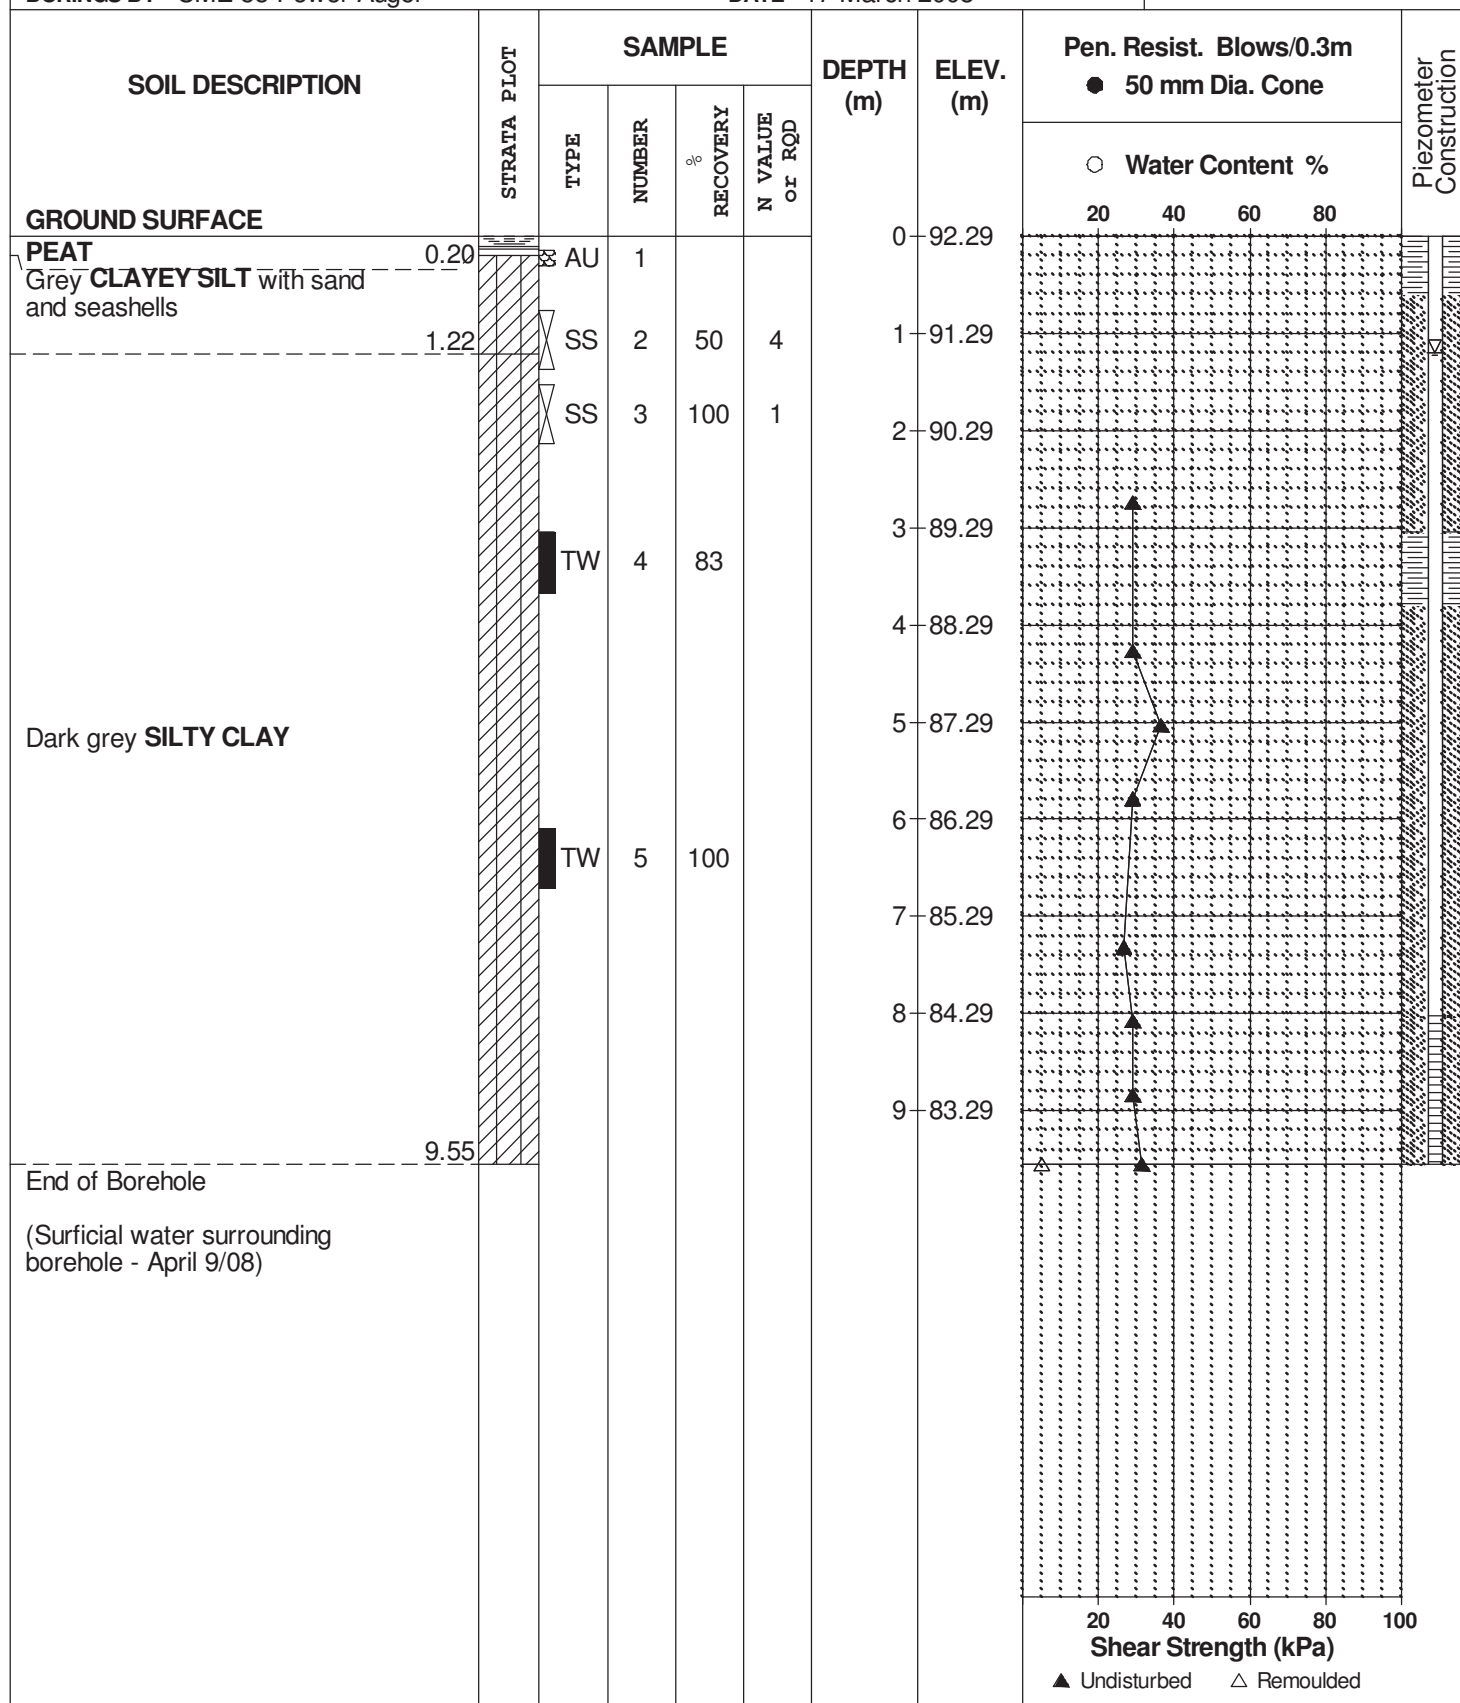 SOIL DESCRIPTION
STRATA PLOT
SAMPLE
TYPE
NUMBER
% RECOVERY
N VALUE or RQD
DEPTH (m)
ELEV. (m)
Pen. Resist. Blows/0.3m
● 50 mm Dia. Cone
○ Water Content %
Piezometer Construction
20 40 60 80
GROUND SURFACE
0 92.29
PEAT 0.20
AU 1
Grey CLAYEY SILT with sand
and seashells
1.22
SS 2 50 4
1 91.29
SS 3 100 1
2 90.29
3 89.29
TW 4 83
4 88.29
5 87.29
Dark grey SILTY CLAY
6 86.29
TW 5 100
7 85.29
8 84.29
9 83.29
9.55
End of Borehole
(Surficial water surrounding
borehole - April 9/08)
20 40 60 80 100
Shear Strength (kPa)
▲ Undisturbed △ Remoulded